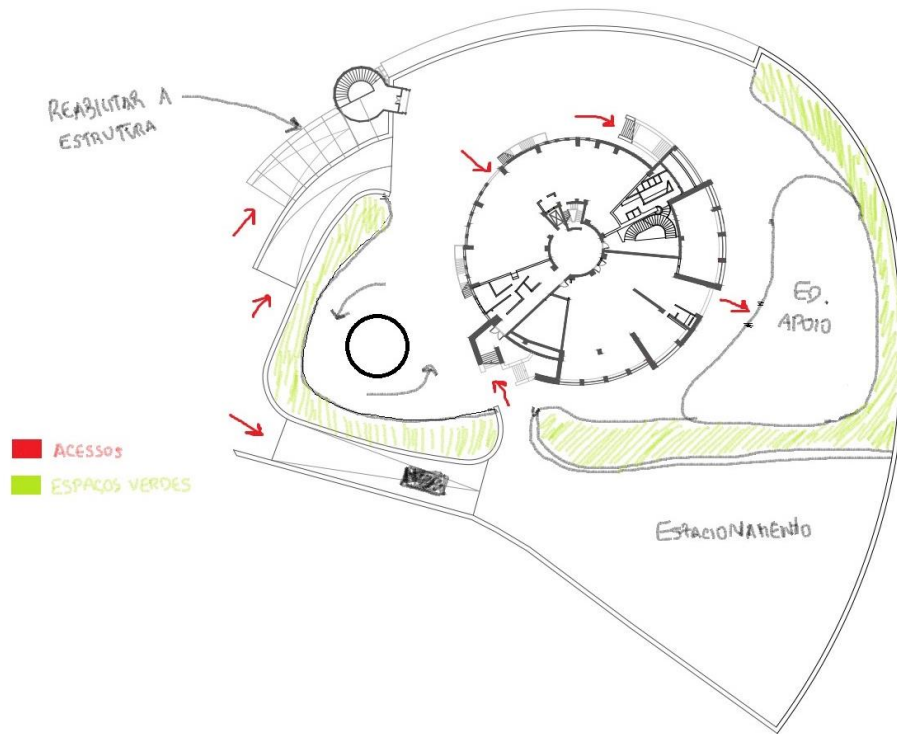 REABILITAR A
ESTRUTURA
ED.
APOIO
ACESSOS
ESPAÇOS VERDES
ESTACIONAMENTO